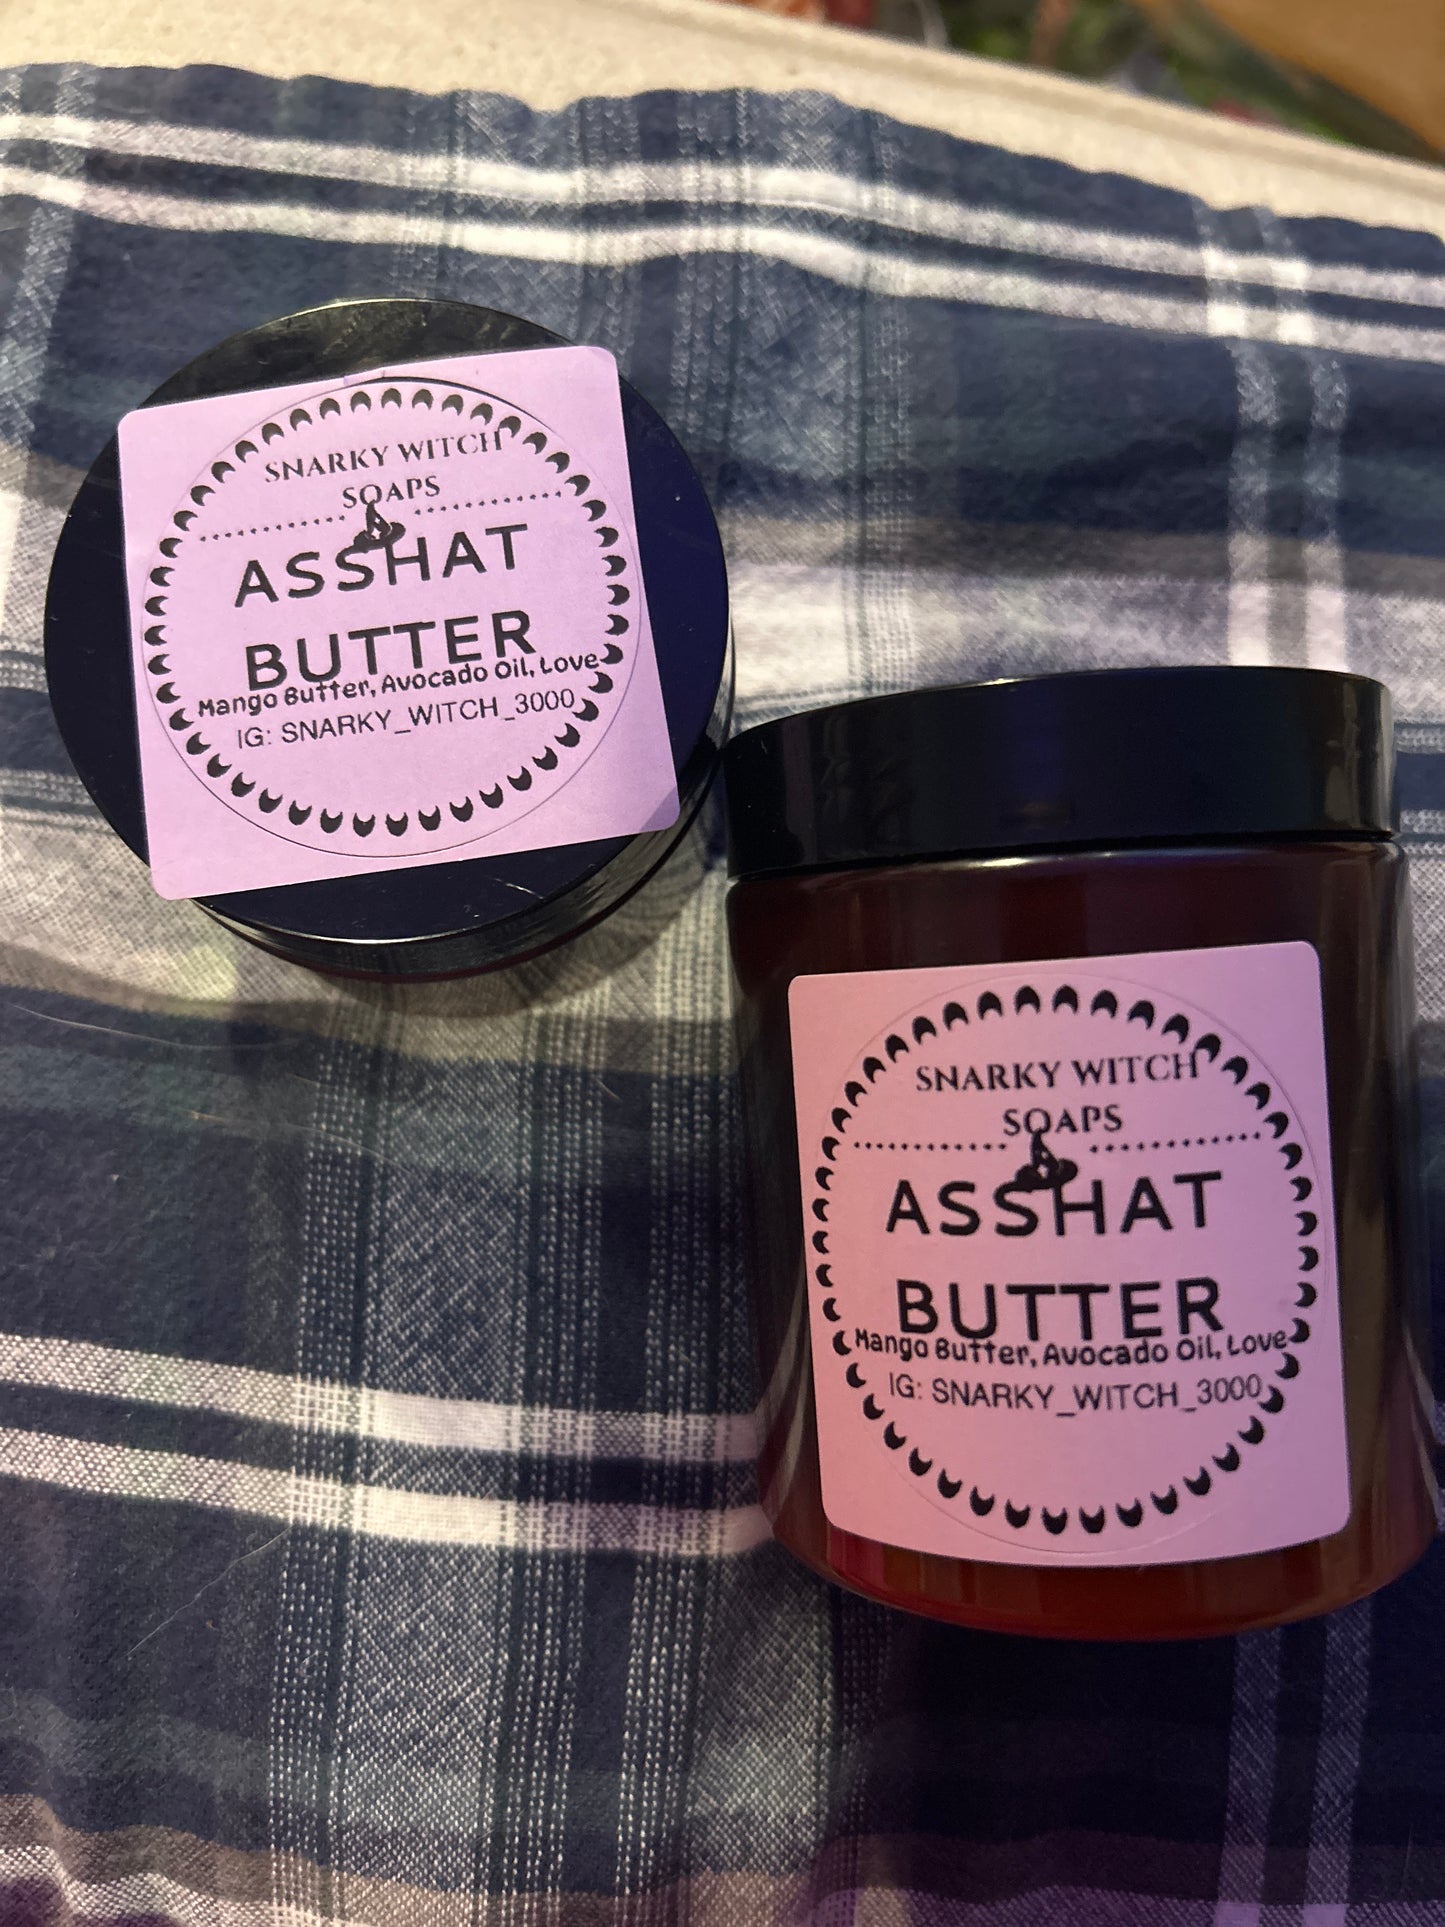 SNARKY WITCH
SOAPS
ASSHAT
BUTTER
Mango Butter, Avocado Oil, Love
IG: SNARKY_WITCH_3000
SNARKY WITCH
SOAPS
ASSHAT
BUTTER
Mango Butter, Avocado Oil, Love
IG: SNARKY_WITCH_3000